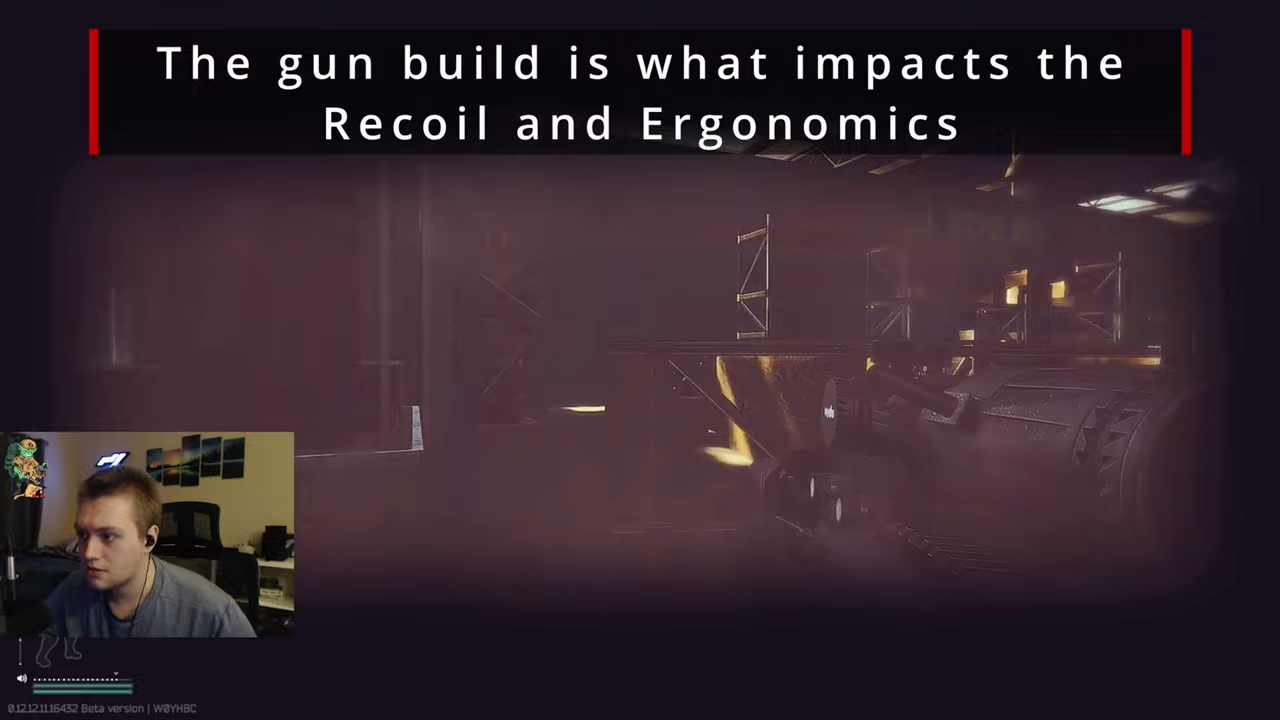 The gun build is what impacts the
Recoil and Ergonomics
0.12.12.11.16432 Beta version | W0YHBC